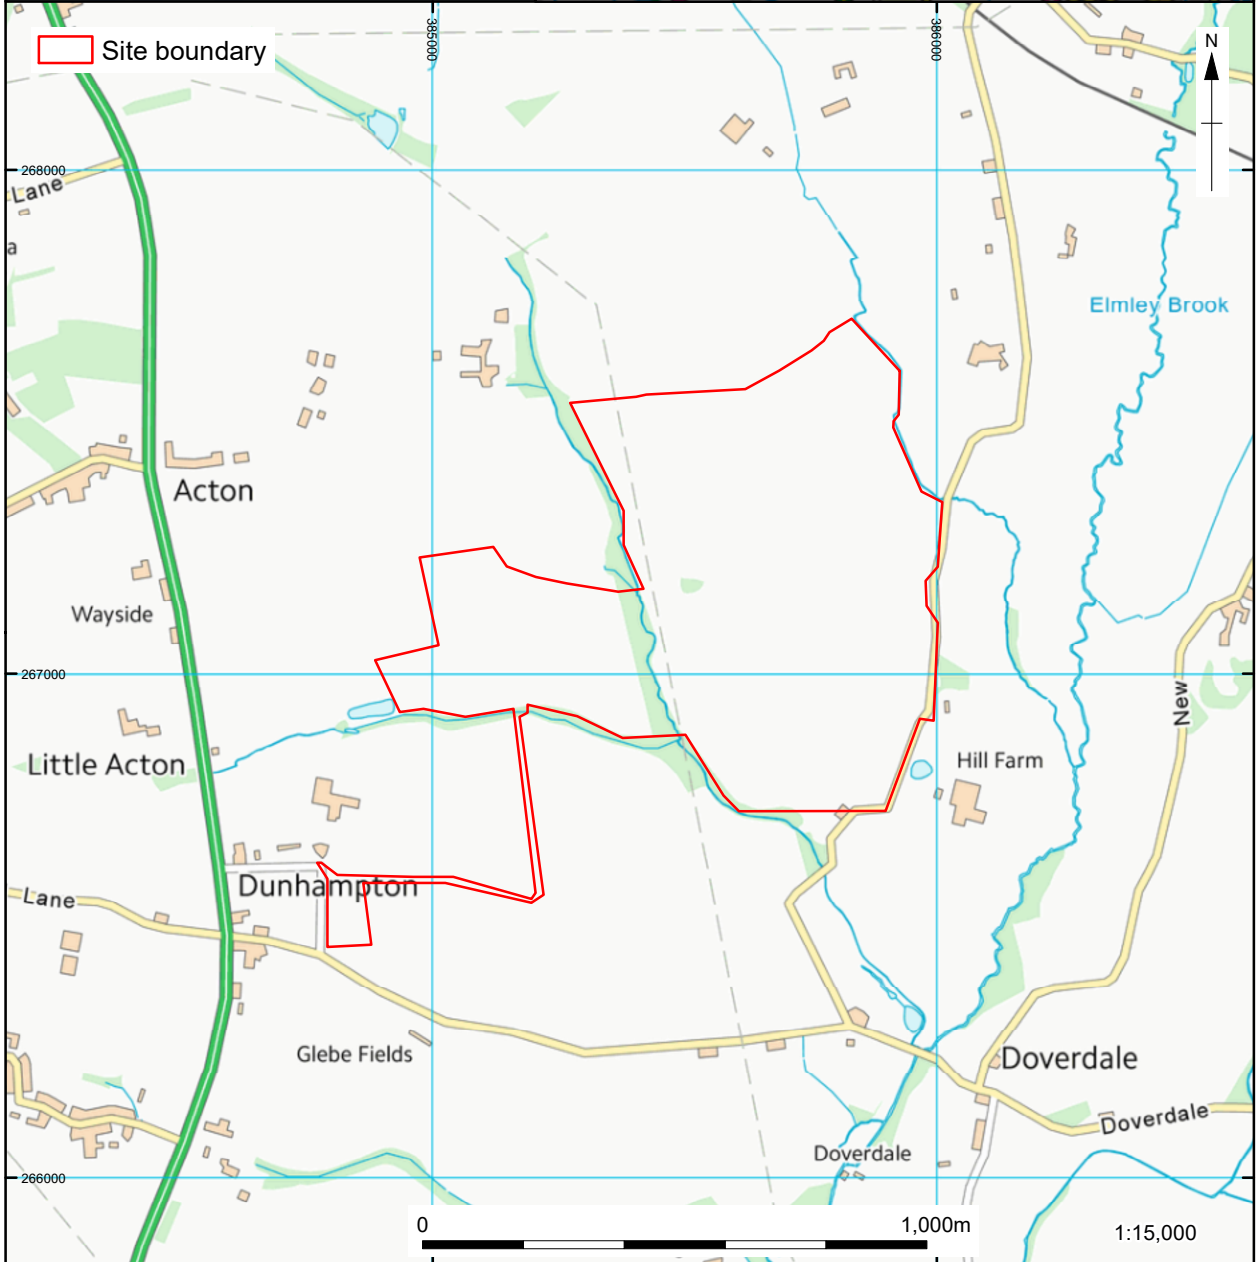 385000
386000
Site boundary
N
268000
Lane
a
Elmley Brook
Acton
Wayside
267000
New
Little Acton
Hill Farm
Dunhampton
Lane
Glebe Fields
Doverdale
Doverdale
Doverdale
266000
0
1,000m
1:15,000